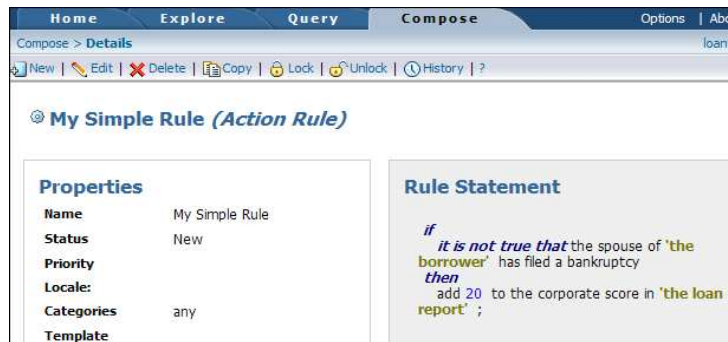 Home Explore Query Compose Options | Abo
Compose > Details loan
New | Edit | Delete | Copy | Lock | Unlock | History | ?
My Simple Rule (Action Rule)
Properties
Name My Simple Rule
Status New
Priority
Locale:
Categories any
Template
Rule Statement
if
it is not true that the spouse of 'the
borrower' has filed a bankruptcy
then
add 20 to the corporate score in 'the loan
report' ;